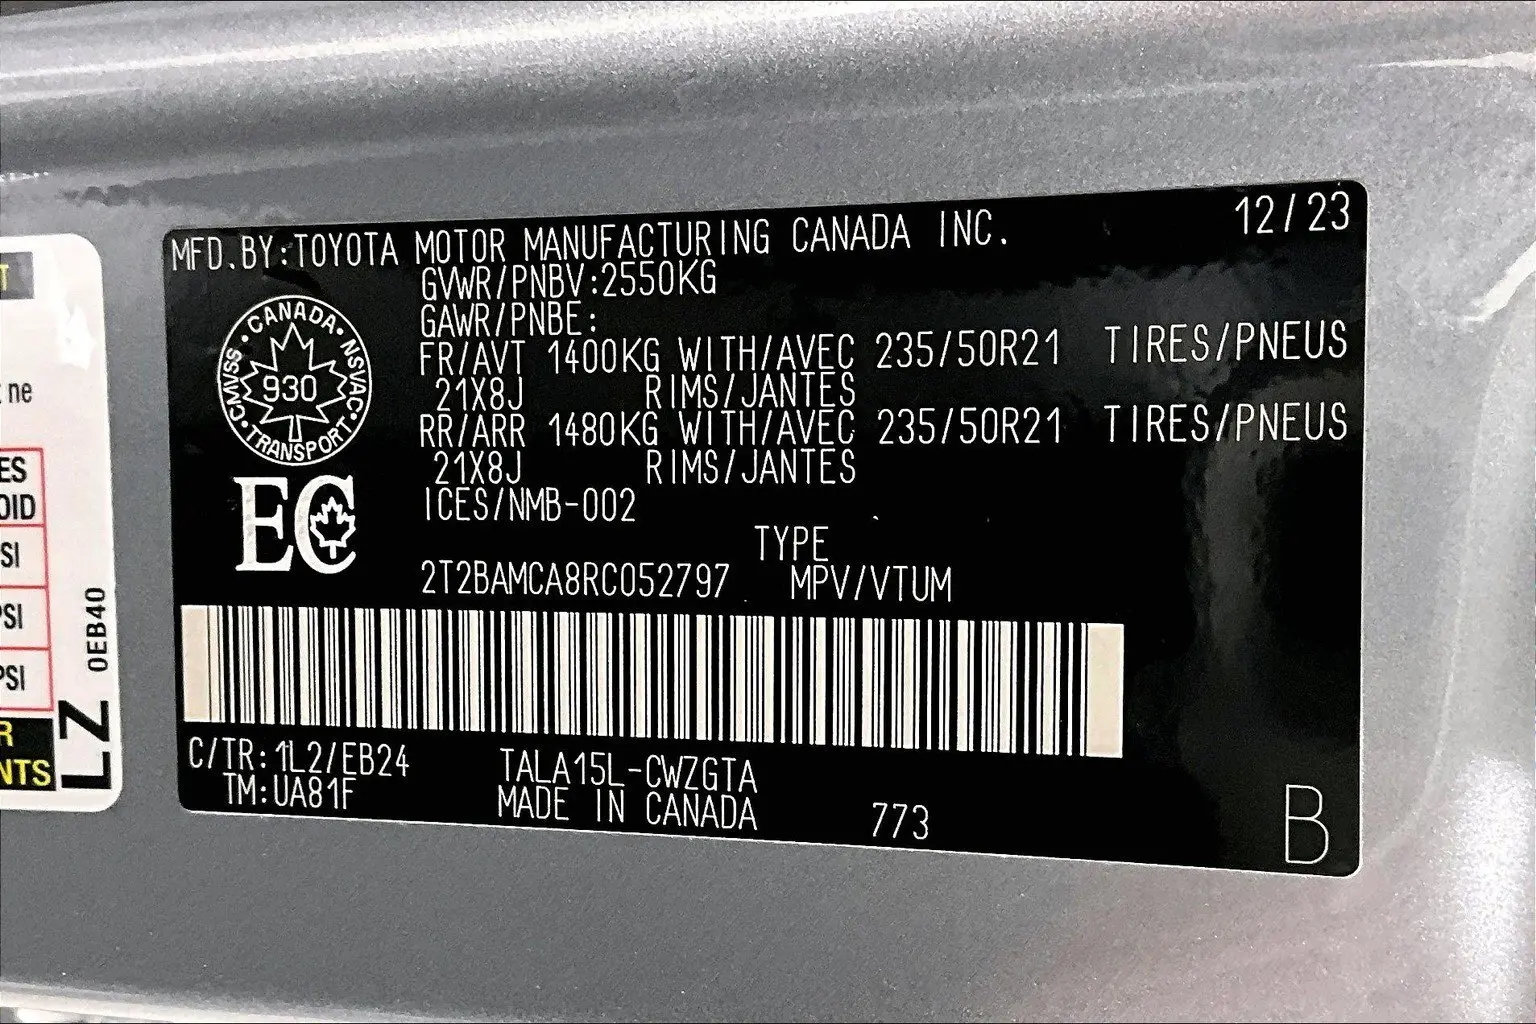 MFD.BY:TOYOTA MOTOR MANUFACTURING CANADA INC. 12/23
GVWR/PNBV:2550KG
GAWR/PNBE:
FR/AVT 1400KG WITH/AVEC 235/50R21 TIRES/PNEUS
21X8J RIMS/JANTES
RR/ARR 1480KG WITH/AVEC 235/50R21 TIRES/PNEUS
21X8J RIMS/JANTES
ICES/NMB-002
TYPE
2T2BAMCA8RC052797 MPV/VTUM
CANADA • NSVAC • TRANSPORT • CMVSS
930
EC
C/TR:1L2/EB24 TALA15L-CWZGTA
TM:UA81F MADE IN CANADA 773
B
T
ne
ES
OID
SI
PSI
PSI
R
NTS
LZ
0EB40